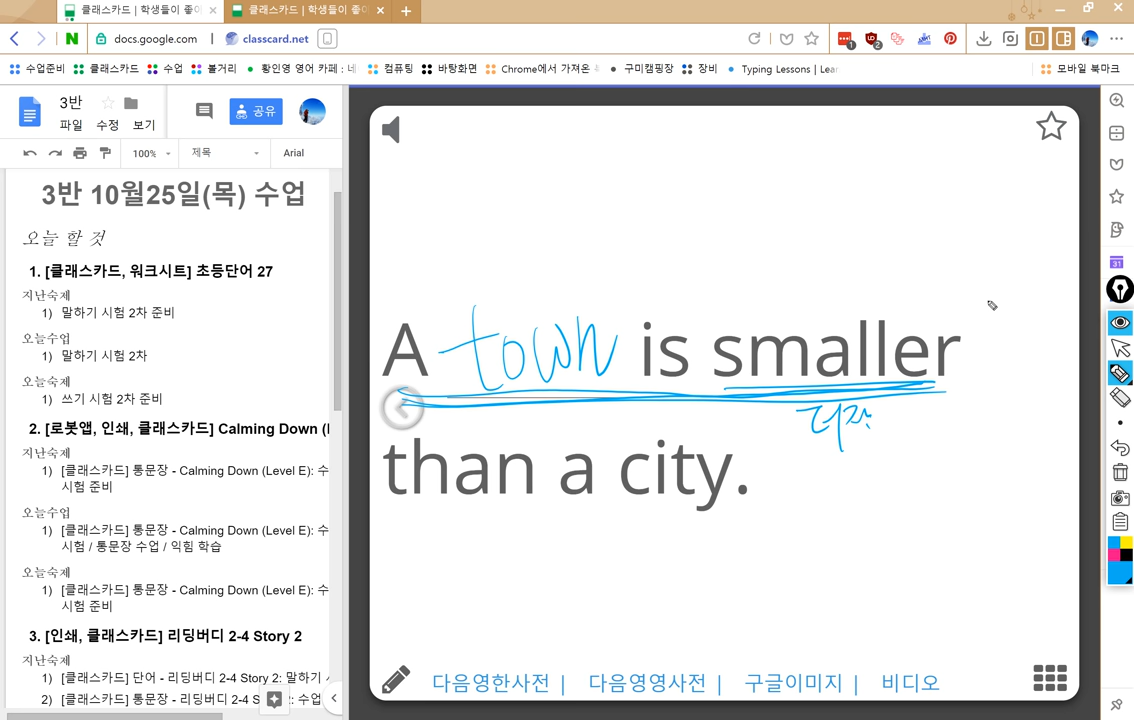 클래스카드 | 학생들이 좋아
클래스카드 | 학생들이 좋아
N docs.google.com | classcard.net
수업준비 클래스카드 수업 볼거리 황인영 영어 카페 : 네 컴퓨팅 바탕화면 Chrome에서 가져온 구미캠핑장 장비 Typing Lessons | Lear 모바일 북마크
3반
파일 수정 보기
공유
100% 제목 Arial
3반 10월25일(목) 수업
오늘 할 것
1. [클래스카드, 워크시트] 초등단어 27
지난숙제
1) 말하기 시험 2차 준비
오늘수업
1) 말하기 시험 2차
오늘숙제
1) 쓰기 시험 2차 준비
2. [로봇앱, 인쇄, 클래스카드] Calming Down (
지난숙제
1) [클래스카드] 통문장 - Calming Down (Level E): 수
시험 준비
오늘수업
1) [클래스카드] 통문장 - Calming Down (Level E): 수
시험 / 통문장 수업 / 익힘 학습
오늘숙제
1) [클래스카드] 통문장 - Calming Down (Level E): 수
시험 준비
3. [인쇄, 클래스카드] 리딩버디 2-4 Story 2
지난숙제
1) [클래스카드] 단어 - 리딩버디 2-4 Story 2: 말하기
2) [클래스카드] 통문장 - 리딩버디 2-4 S 2: 수업
A town is smaller
더 작
than a city.
다음영한사전 | 다음영영사전 | 구글이미지 | 비디오
31